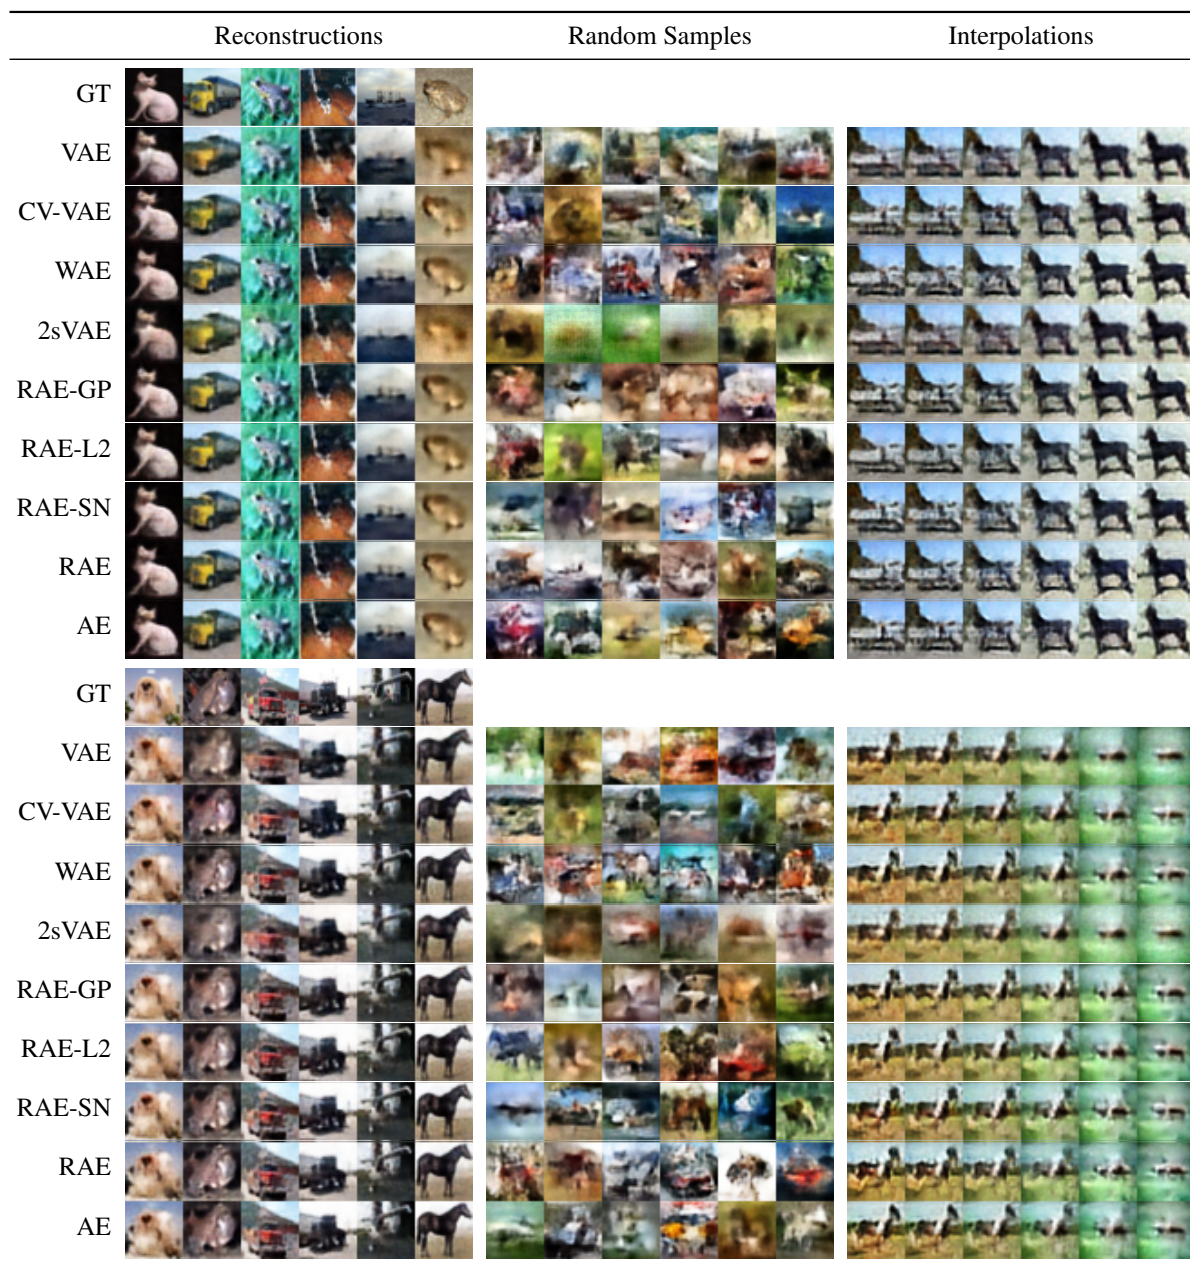 Reconstructions Random Samples Interpolations
GT
VAE
CV-VAE
WAE
2sVAE
RAE-GP
RAE-L2
RAE-SN
RAE
AE
GT
VAE
CV-VAE
WAE
2sVAE
RAE-GP
RAE-L2
RAE-SN
RAE
AE